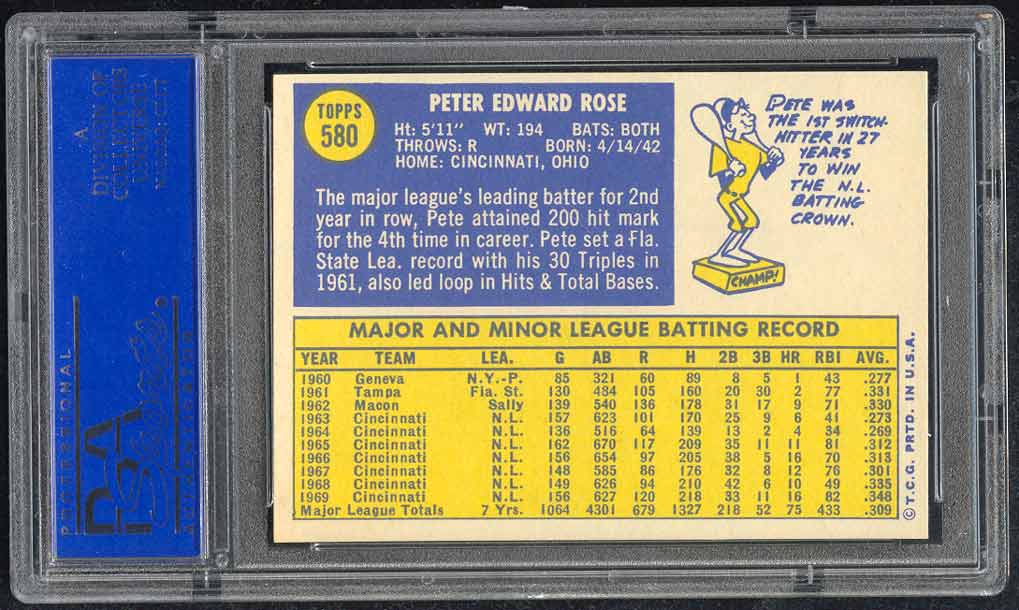 A
DIVISION OF
COLLECTORS
UNIVERSE
NASDAQ: CLCT
PROFESSIONAL
PSA
Sports
AUTHENTICATOR
TOPPS
580
PETER EDWARD ROSE
HT: 5'11" WT: 194 BATS: BOTH
THROWS: R BORN: 4/14/42
HOME: CINCINNATI, OHIO
The major league's leading batter for 2nd
year in row, Pete attained 200 hit mark
for the 4th time in career. Pete set a Fla.
State Lea. record with his 30 Triples in
1961, also led loop in Hits & Total Bases.
PETE WAS
THE 1ST SWITCH-
HITTER IN 27
YEARS
TO WIN
THE N.L.
BATTING
CROWN.
CHAMP!
MAJOR AND MINOR LEAGUE BATTING RECORD
YEAR TEAM LEA. G AB R H 2B 3B HR RBI AVG.
1960 Geneva N.Y.-P. 85 321 60 89 8 5 1 43 .277
1961 Tampa Fla. St. 130 484 105 160 20 30 2 77 .331
1962 Macon Sally 139 540 136 178 31 17 9 71 .330
1963 Cincinnati N.L. 157 623 101 170 25 9 6 41 .273
1964 Cincinnati N.L. 136 516 64 139 13 2 4 34 .269
1965 Cincinnati N.L. 162 670 117 209 35 11 11 81 .312
1966 Cincinnati N.L. 156 654 97 205 38 5 16 70 .313
1967 Cincinnati N.L. 148 585 86 176 32 8 12 76 .301
1968 Cincinnati N.L. 149 626 94 210 42 6 10 49 .335
1969 Cincinnati N.L. 156 627 120 218 33 11 16 82 .348
Major League Totals 7 Yrs. 1064 4301 679 1327 218 52 75 433 .309
©T.C.G. PRTD. IN U.S.A.